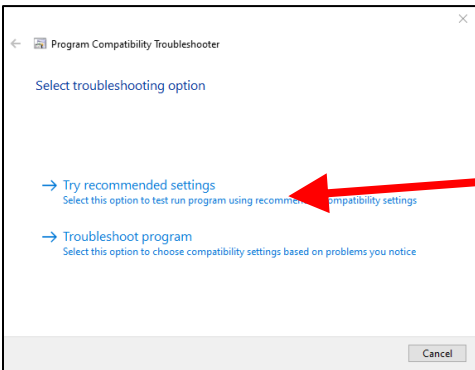 Program Compatibility Troubleshooter
Select troubleshooting option
Try recommended settings
Select this option to test run program using compatibility settings
Troubleshoot program
Select this option to choose compatibility settings based on problems you notice
Cancel